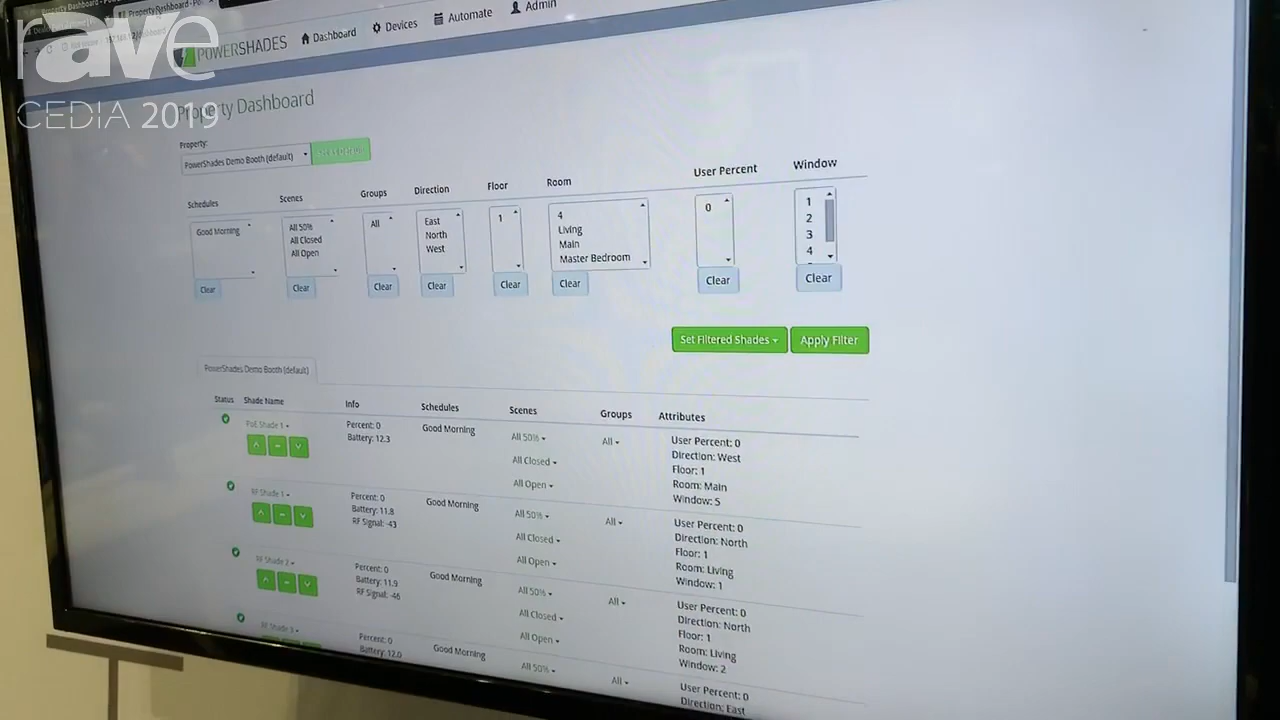 rave
CEDIA 2019
POWERSHADES
Dashboard
Devices
Automate
Admin
Property Dashboard
Property:
PowerShades Demo Booth (default)
Schedules
Scenes
Groups
Direction
Floor
Room
User Percent
Window
Good Morning
All 50%
All Closed
All Open
All
East
North
West
1
4
Living
Main
Master Bedroom
0
1
2
3
4
Clear
Clear
Clear
Clear
Clear
Clear
Clear
Clear
Set Filtered Shades
Apply Filter
PowerShades Demo Booth (default)
Status Shade Name Info Schedules Scenes Groups Attributes
PoE Shade 1
Percent: 0
Battery: 12.3
Good Morning
All 50%
All Closed
All Open
All
User Percent: 0
Direction: West
Floor: 1
Room: Main
Window: 5
RF Shade 1
Percent: 0
Battery: 11.8
RF Signal: -43
Good Morning
All 50%
All Closed
All Open
All
User Percent: 0
Direction: North
Floor: 1
Room: Living
Window: 1
RF Shade 2
Percent: 0
Battery: 11.9
RF Signal: -46
Good Morning
All 50%
All Closed
All Open
All
User Percent: 0
Direction: North
Floor: 1
Room: Living
Window: 2
RF Shade 3
Percent: 0
Battery: 12.0
Good Morning
All 50%
All
User Percent: 0
Direction: East